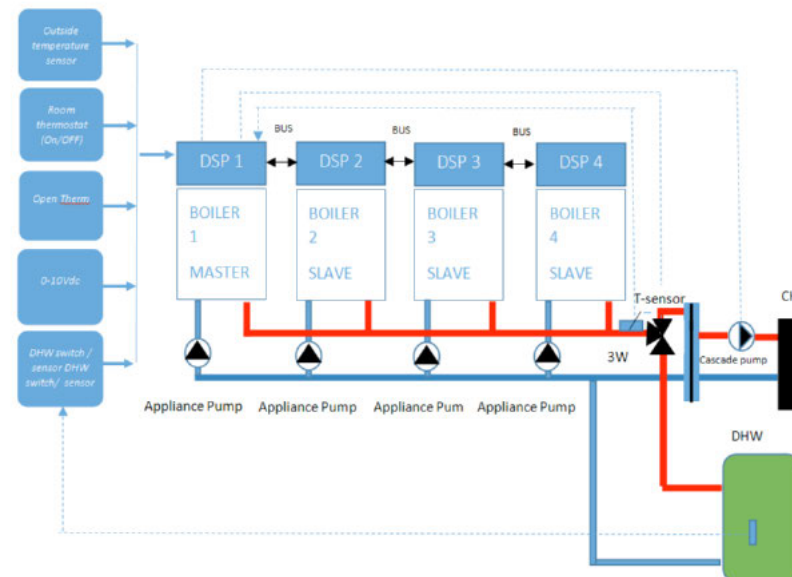 Outside
temperature
sensor
Room
thermostat
(On/OFF)
Open Therm
0-10Vdc
DHW switch /
sensor DHW
switch/ sensor
BUS
BUS
BUS
DSP 1
DSP 2
DSP 3
DSP 4
BOILER
1
MASTER
BOILER
2
SLAVE
BOILER
3
SLAVE
BOILER
4
SLAVE
T-sensor
3W
Cascade pump
Appliance Pump
Appliance Pump
Appliance Pum
Appliance Pump
DHW